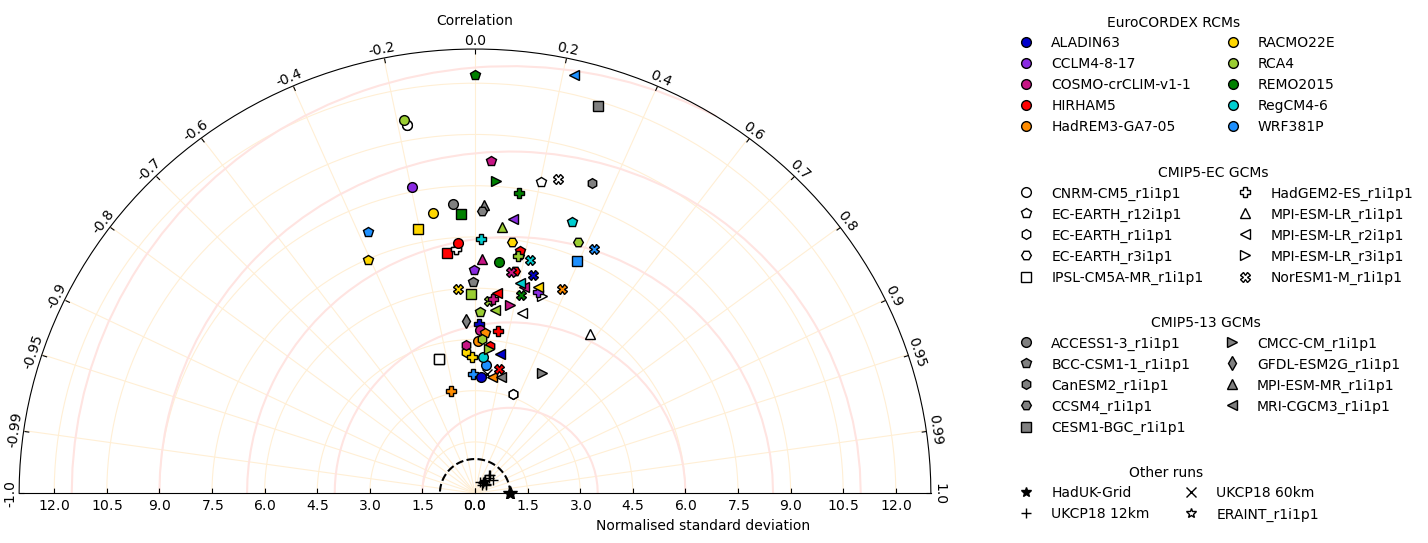 Correlation
-1.0
-0.99
-0.95
-0.9
-0.8
-0.7
-0.6
-0.4
-0.2
0.0
0.2
0.4
0.6
0.7
0.8
0.9
0.95
0.99
1.0
12.0 10.5 9.0 7.5 6.0 4.5 3.0 1.5 0.0 1.5 3.0 4.5 6.0 7.5 9.0 10.5 12.0
Normalised standard deviation
EuroCORDEX RCMs
ALADIN63 RACMO22E
CCLM4-8-17 RCA4
COSMO-crCLIM-v1-1 REMO2015
HIRHAM5 RegCM4-6
HadREM3-GA7-05 WRF381P
CMIP5-EC GCMs
CNRM-CM5_r1i1p1 HadGEM2-ES_r1i1p1
EC-EARTH_r12i1p1 MPI-ESM-LR_r1i1p1
EC-EARTH_r1i1p1 MPI-ESM-LR_r2i1p1
EC-EARTH_r3i1p1 MPI-ESM-LR_r3i1p1
IPSL-CM5A-MR_r1i1p1 NorESM1-M_r1i1p1
CMIP5-13 GCMs
ACCESS1-3_r1i1p1 CMCC-CM_r1i1p1
BCC-CSM1-1_r1i1p1 GFDL-ESM2G_r1i1p1
CanESM2_r1i1p1 MPI-ESM-MR_r1i1p1
CCSM4_r1i1p1 MRI-CGCM3_r1i1p1
CESM1-BGC_r1i1p1
Other runs
HadUK-Grid UKCP18 60km
UKCP18 12km ERAINT_r1i1p1